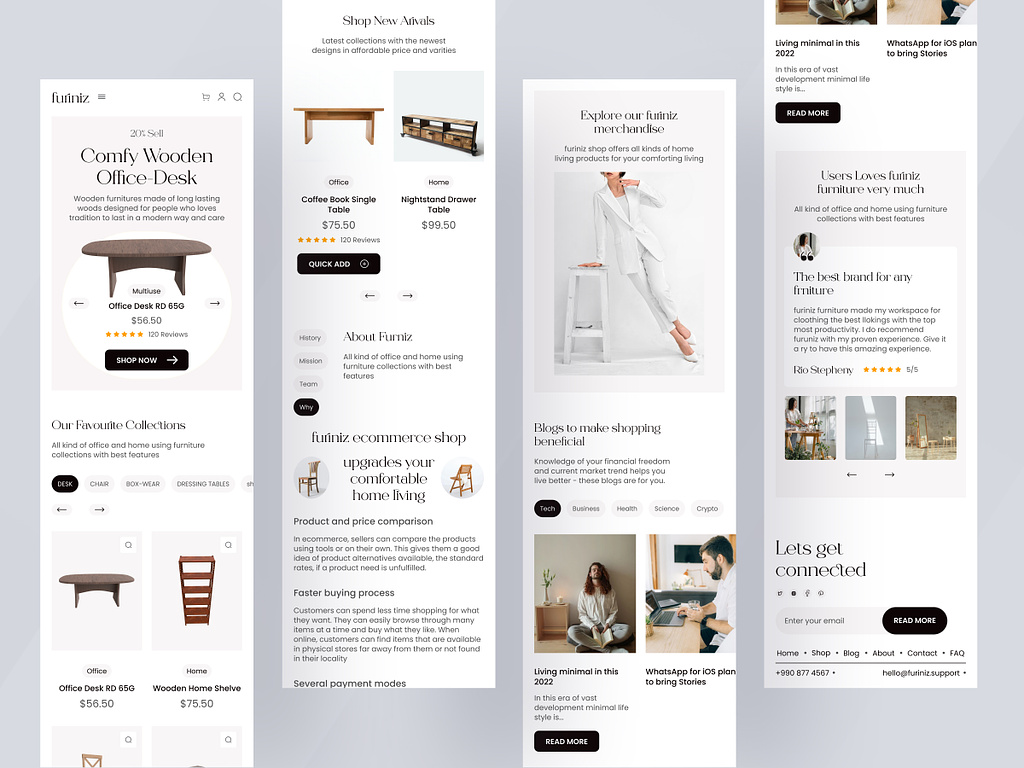 furiniz
20% Sell
Comfy Wooden
Office-Desk
Wooden furnitures made of long lasting
woods designed for people who loves
tradition to last in a modern way and care
Multiuse
Office Desk RD 65G
$56.50
120 Reviews
SHOP NOW
Our Favourite Collections
All kind of office and home using furniture
collections with best features
DESK
CHAIR
BOX-WEAR
DRESSING TABLES
sh
Office
Office Desk RD 65G
$56.50
Home
Wooden Home Shelve
$75.50
Shop New Arivals
Latest collections with the newest
designs in affordable price and varities
Office
Coffee Book Single
Table
$75.50
120 Reviews
QUICK ADD
Home
Nightstand Drawer
Table
$99.50
History
Mission
Team
Why
About Furniz
All kind of office and home using
furniture collections with best
features
furiniz ecommerce shop
upgrades your
comfortable
home living
Product and price comparison
In ecommerce, sellers can compare the products
using tools or on their own. This gives them a good
idea of product alternatives available, the standard
rates, if a product need is unfulfilled.
Faster buying process
Customers can spend less time shopping for what
they want. They can easily browse through many
items at a time and buy what they like. When
online, customers can find items that are available
in physical stores far away from them or not found
in their locality
Several payment modes
Explore our furiniz
merchandise
furiniz shop offers all kinds of home
living products for your comforting living
Blogs to make shopping
beneficial
Knowledge of your financial freedom
and current market trend helps you
live better - these blogs are for you.
Tech
Business
Health
Science
Crypto
Living minimal in this
2022
In this era of vast
development minimal life
style is...
READ MORE
WhatsApp for iOS plan
to bring Stories
Living minimal in this
2022
In this era of vast
development minimal life
style is...
READ MORE
WhatsApp for iOS plan
to bring Stories
Users Loves furiniz
furniture very much
All kind of office and home using furniture
collections with best features
The best brand for any
frniture
furiniz furniture made my workspace for
cloothing the best llokings with the top
most productivity. I do recommend
furuniz with my proven experience. Give it
a ry to have this amazing experience.
Rio Stepheny
5/5
Lets get
connected
Enter your email
READ MORE
Home • Shop • Blog • About • Contact • FAQ
+990 877 4567 •
hello@furiniz.support •